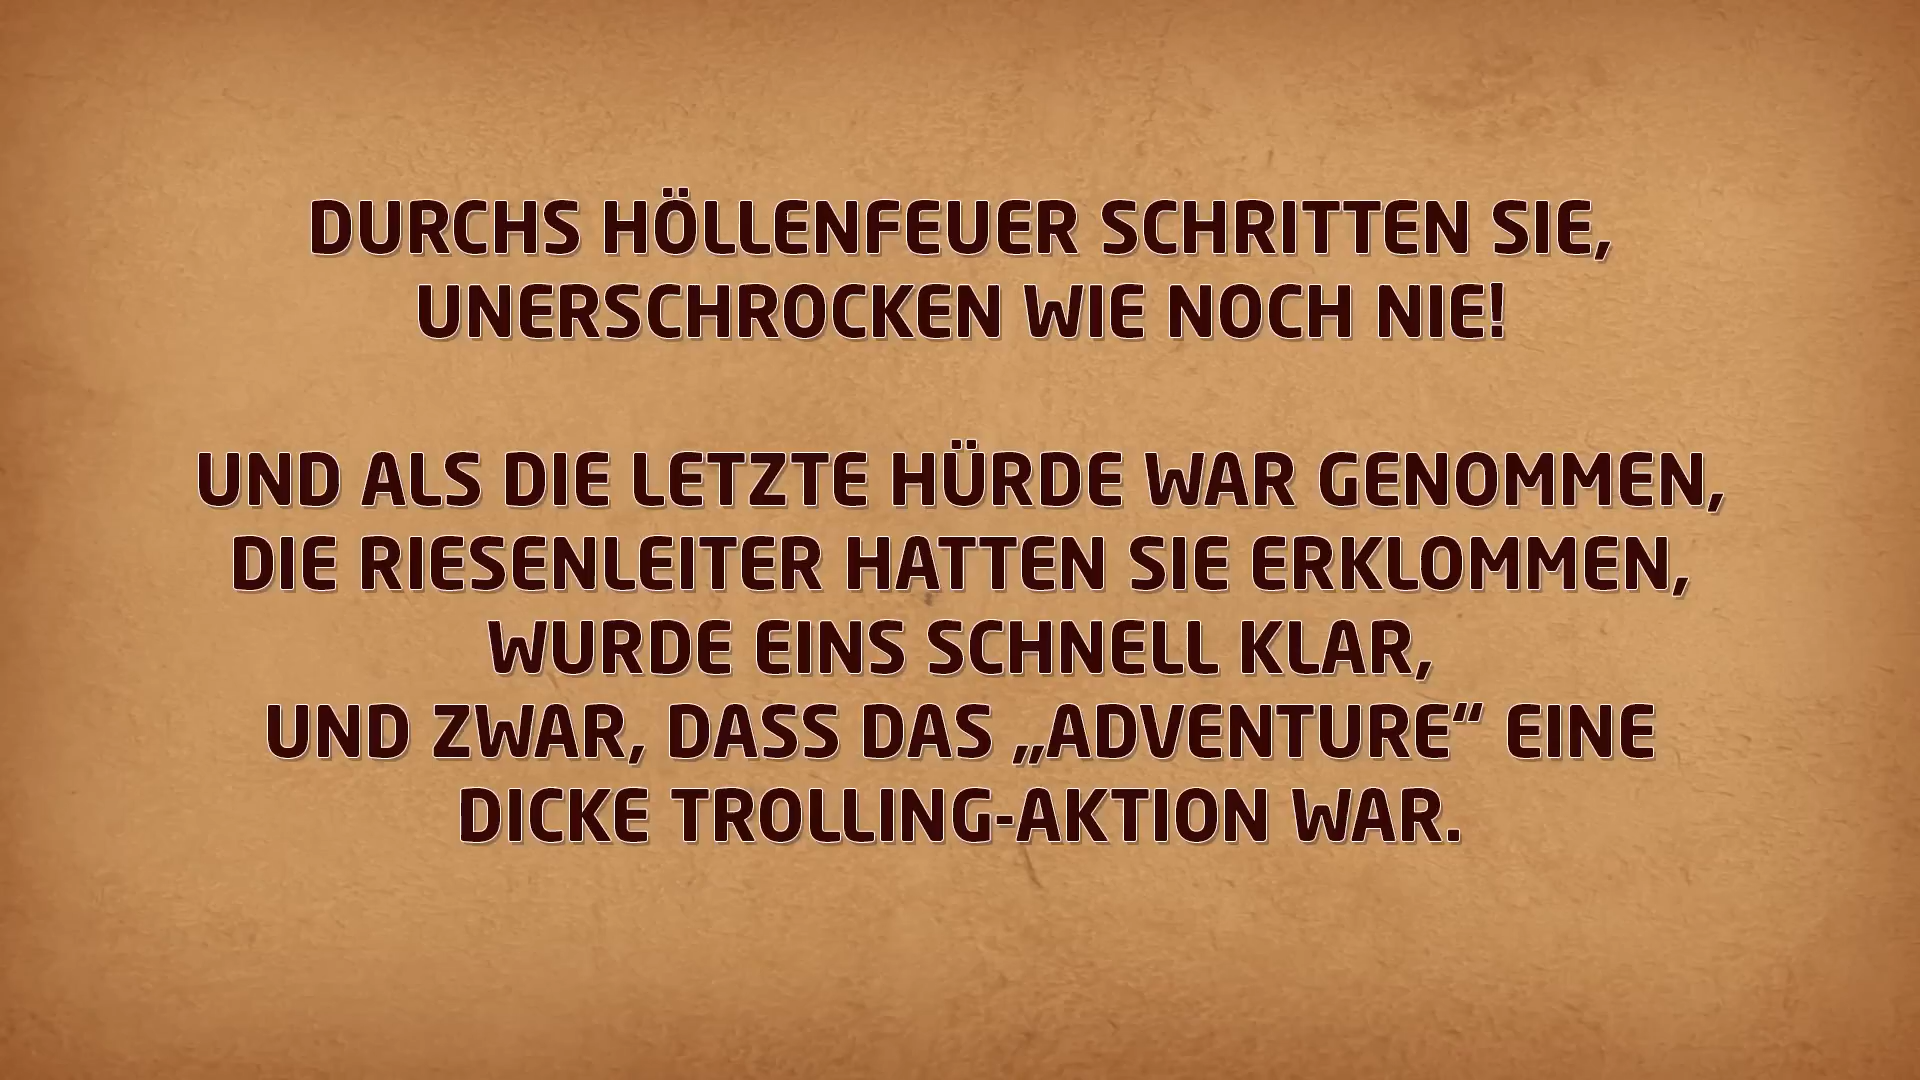 DURCHS HÖLLENFEUER SCHRITTEN SIE,
UNERSCHROCKEN WIE NOCH NIE!
UND ALS DIE LETZTE HÜRDE WAR GENOMMEN,
DIE RIESENLEITER HATTEN SIE ERKLOMMEN,
WURDE EINS SCHNELL KLAR,
UND ZWAR, DASS DAS „ADVENTURE“ EINE
DICKE TROLLING-AKTION WAR.